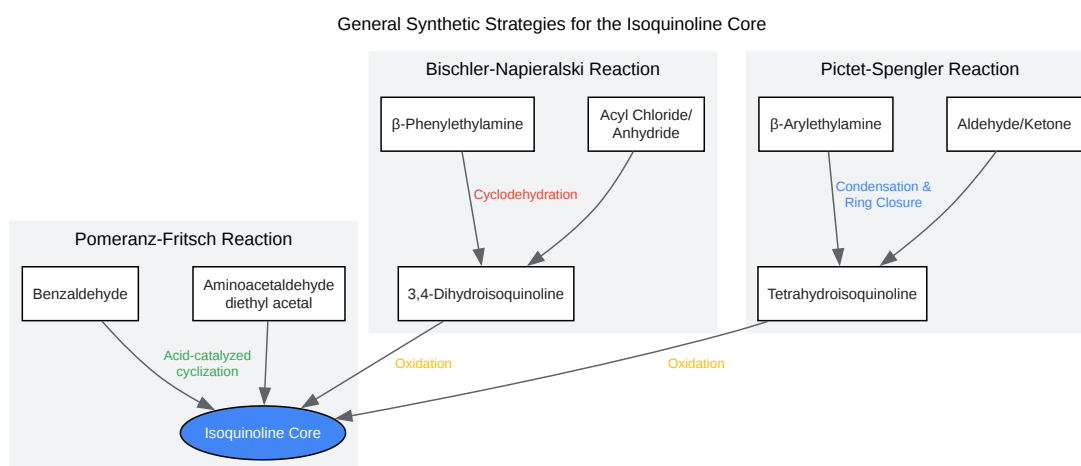 General Synthetic Strategies for the Isoquinoline Core
Bischler-Napieralski Reaction
β-Phenylethylamine
Acyl Chloride/
Anhydride
Cyclodehydration
3,4-Dihydroisoquinoline
Oxidation
Pictet-Spengler Reaction
β-Arylethylamine
Aldehyde/Ketone
Condensation &
Ring Closure
Tetrahydroisoquinoline
Oxidation
Pomeranz-Fritsch Reaction
Benzaldehyde
Aminoacetaldehyde
diethyl acetal
Acid-catalyzed
cyclization
Isoquinoline Core